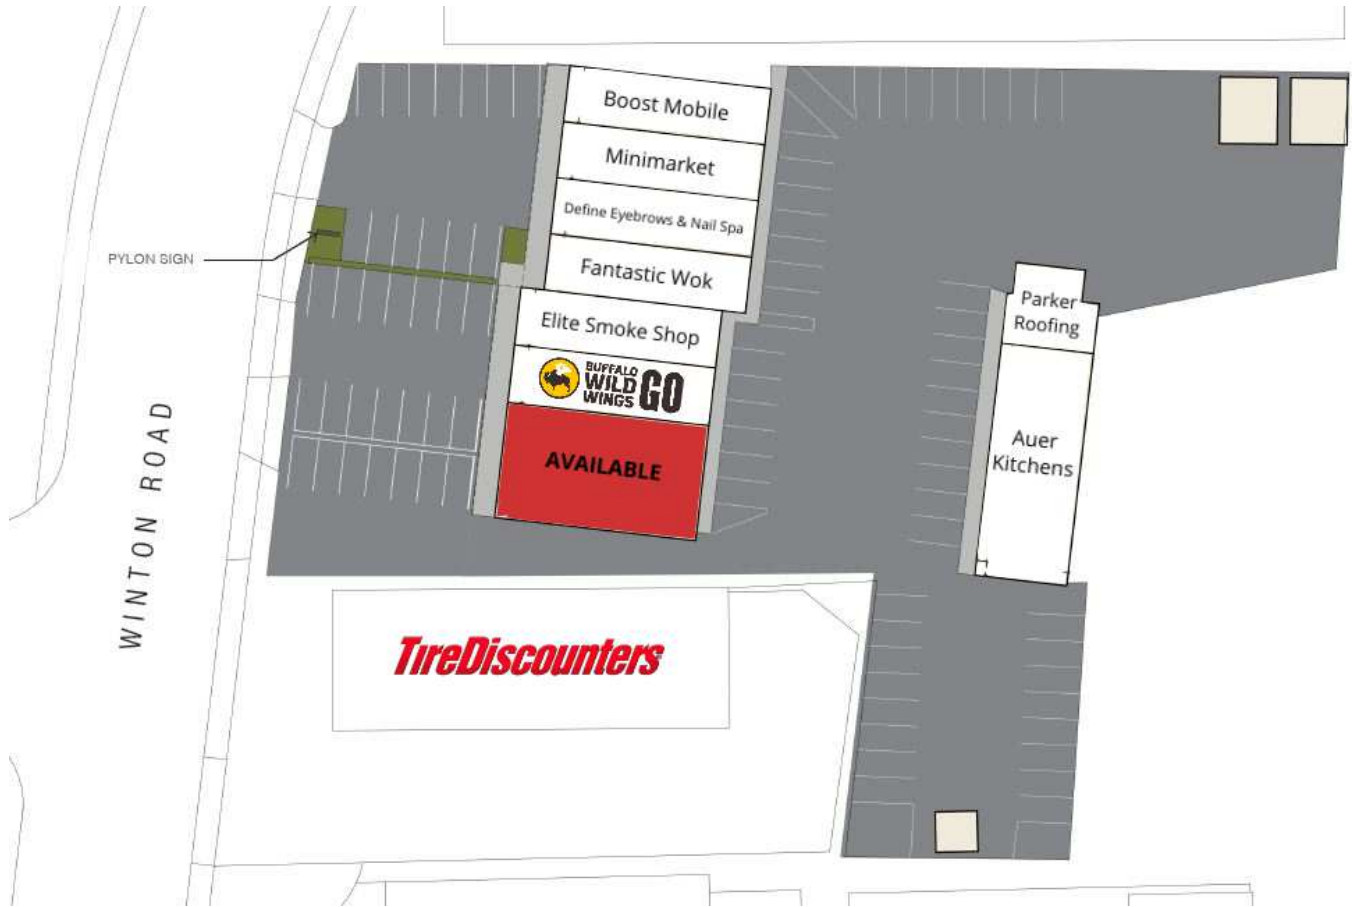 Boost Mobile
Minimarket
Define Eyebrows & Nail Spa
Fantastic Wok
PYLON SIGN
Elite Smoke Shop
BUFFALO
WILD
WINGS
GO
AVAILABLE
Parker
Roofing
Auer
Kitchens
WINTON ROAD
TireDiscounters